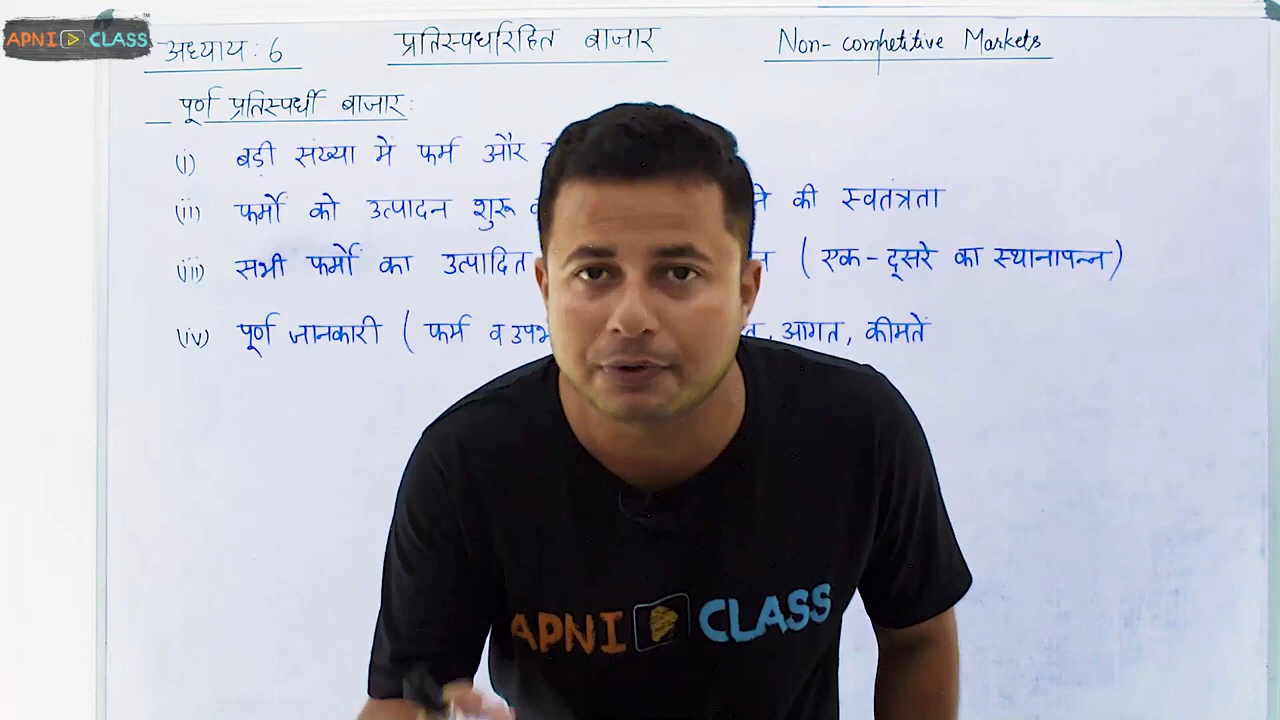 APNI CLASS
अध्याय : 6 प्रतिस्पर्धारहित बाजार Non-competitive Markets
पूर्ण प्रतिस्पर्धी बाजार :
(i) बड़ी संख्या में फर्म और
(ii) फर्मों को उत्पादन शुरू की स्वतंत्रता
(iii) सभी फर्मों का उत्पादित ( एक - दूसरे का स्थानापन्न )
(iv) पूर्ण जानकारी ( फर्म व , आगत , कीमतें
APNI CLASS